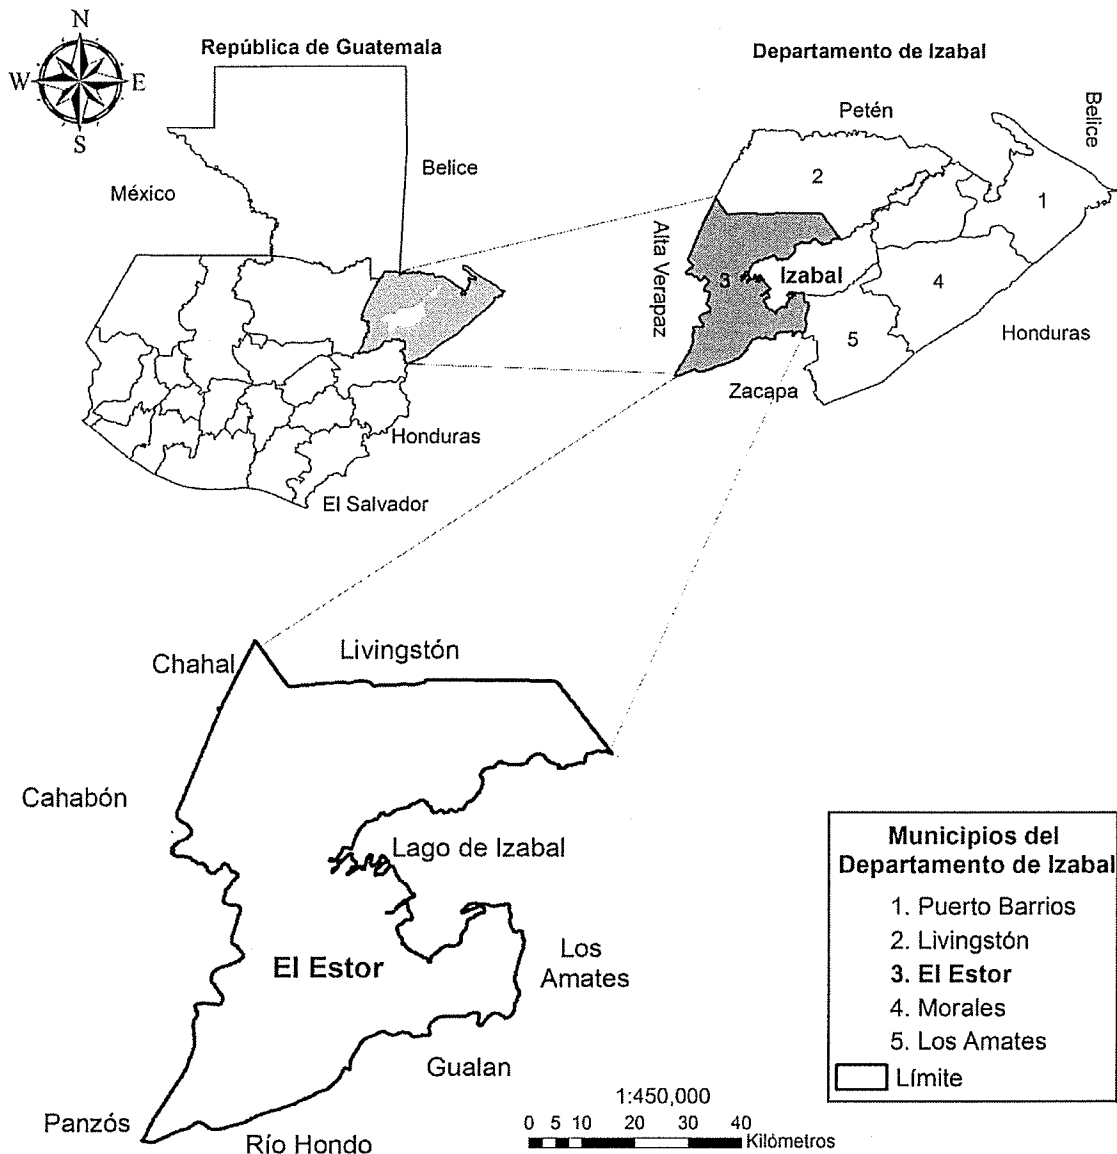 N
W
E
S
República de Guatemala
México
Belice
Honduras
El Salvador
Departamento de Izabal
Petén
Belice
Alta Verapaz
2
1
3
Izabal
4
5
Honduras
Zacapa
Chahal
Livingstón
Cahabón
Lago de Izabal
El Estor
Los
Amates
Gualan
Panzós
Río Hondo
1:450,000
0 5 10 20 30 40
Kilómetros
Municipios del
Departamento de Izabal
1. Puerto Barrios
2. Livingstón
3. El Estor
4. Morales
5. Los Amates
Límite